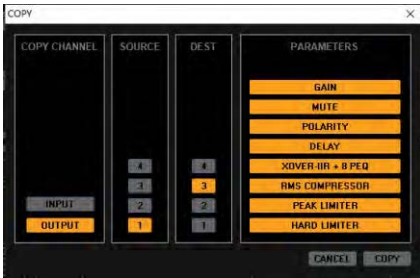 COPY
COPY CHANNEL
SOURCE
DEST
PARAMETERS
GAIN
MUTE
POLARITY
DELAY
XOVER-IIR + 8 PEQ
RMS COMPRESSOR
PEAK LIMITER
HARD LIMITER
4
3
2
1
4
3
2
1
INPUT
OUTPUT
CANCEL
COPY